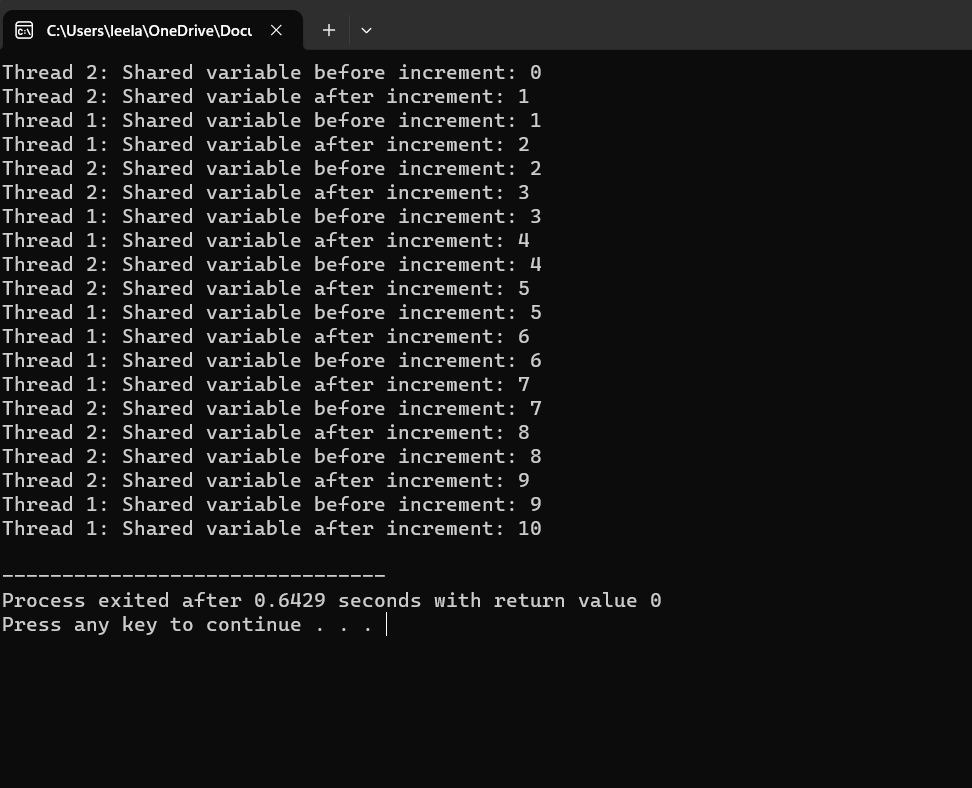 C:\Users\leela\OneDrive\Docu
Thread 2: Shared variable before increment: 0
Thread 2: Shared variable after increment: 1
Thread 1: Shared variable before increment: 1
Thread 1: Shared variable after increment: 2
Thread 2: Shared variable before increment: 2
Thread 2: Shared variable after increment: 3
Thread 1: Shared variable before increment: 3
Thread 1: Shared variable after increment: 4
Thread 2: Shared variable before increment: 4
Thread 2: Shared variable after increment: 5
Thread 1: Shared variable before increment: 5
Thread 1: Shared variable after increment: 6
Thread 1: Shared variable before increment: 6
Thread 1: Shared variable after increment: 7
Thread 2: Shared variable before increment: 7
Thread 2: Shared variable after increment: 8
Thread 2: Shared variable before increment: 8
Thread 2: Shared variable after increment: 9
Thread 1: Shared variable before increment: 9
Thread 1: Shared variable after increment: 10
--------------------------------
Process exited after 0.6429 seconds with return value 0
Press any key to continue . . .